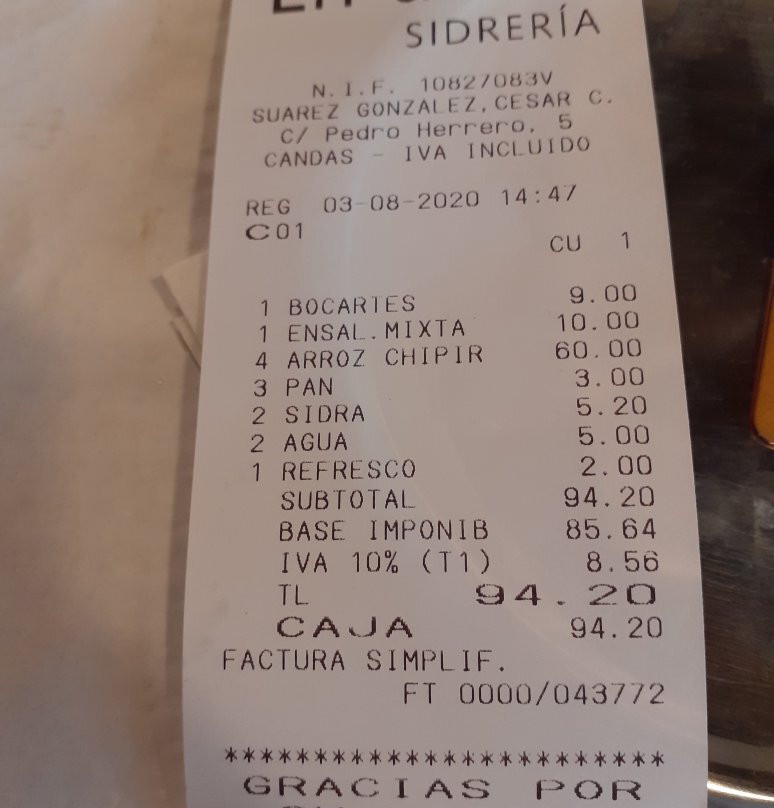 SIDRERÍA
N.I.F. 10827083V
SUAREZ GONZALEZ,CESAR C.
C/ Pedro Herrero, 5
CANDAS - IVA INCLUIDO
REG 03-08-2020 14:47
C01
CU 1
1 BOCARTES 9.00
1 ENSAL.MIXTA 10.00
4 ARROZ CHIPIR 60.00
3 PAN 3.00
2 SIDRA 5.20
2 AGUA 5.00
1 REFRESCO 2.00
SUBTOTAL 94.20
BASE IMPONIB 85.64
IVA 10% (T1) 8.56
TL 94.20
CAJA 94.20
FACTURA SIMPLIF.
FT 0000/043772
*************************
GRACIAS POR